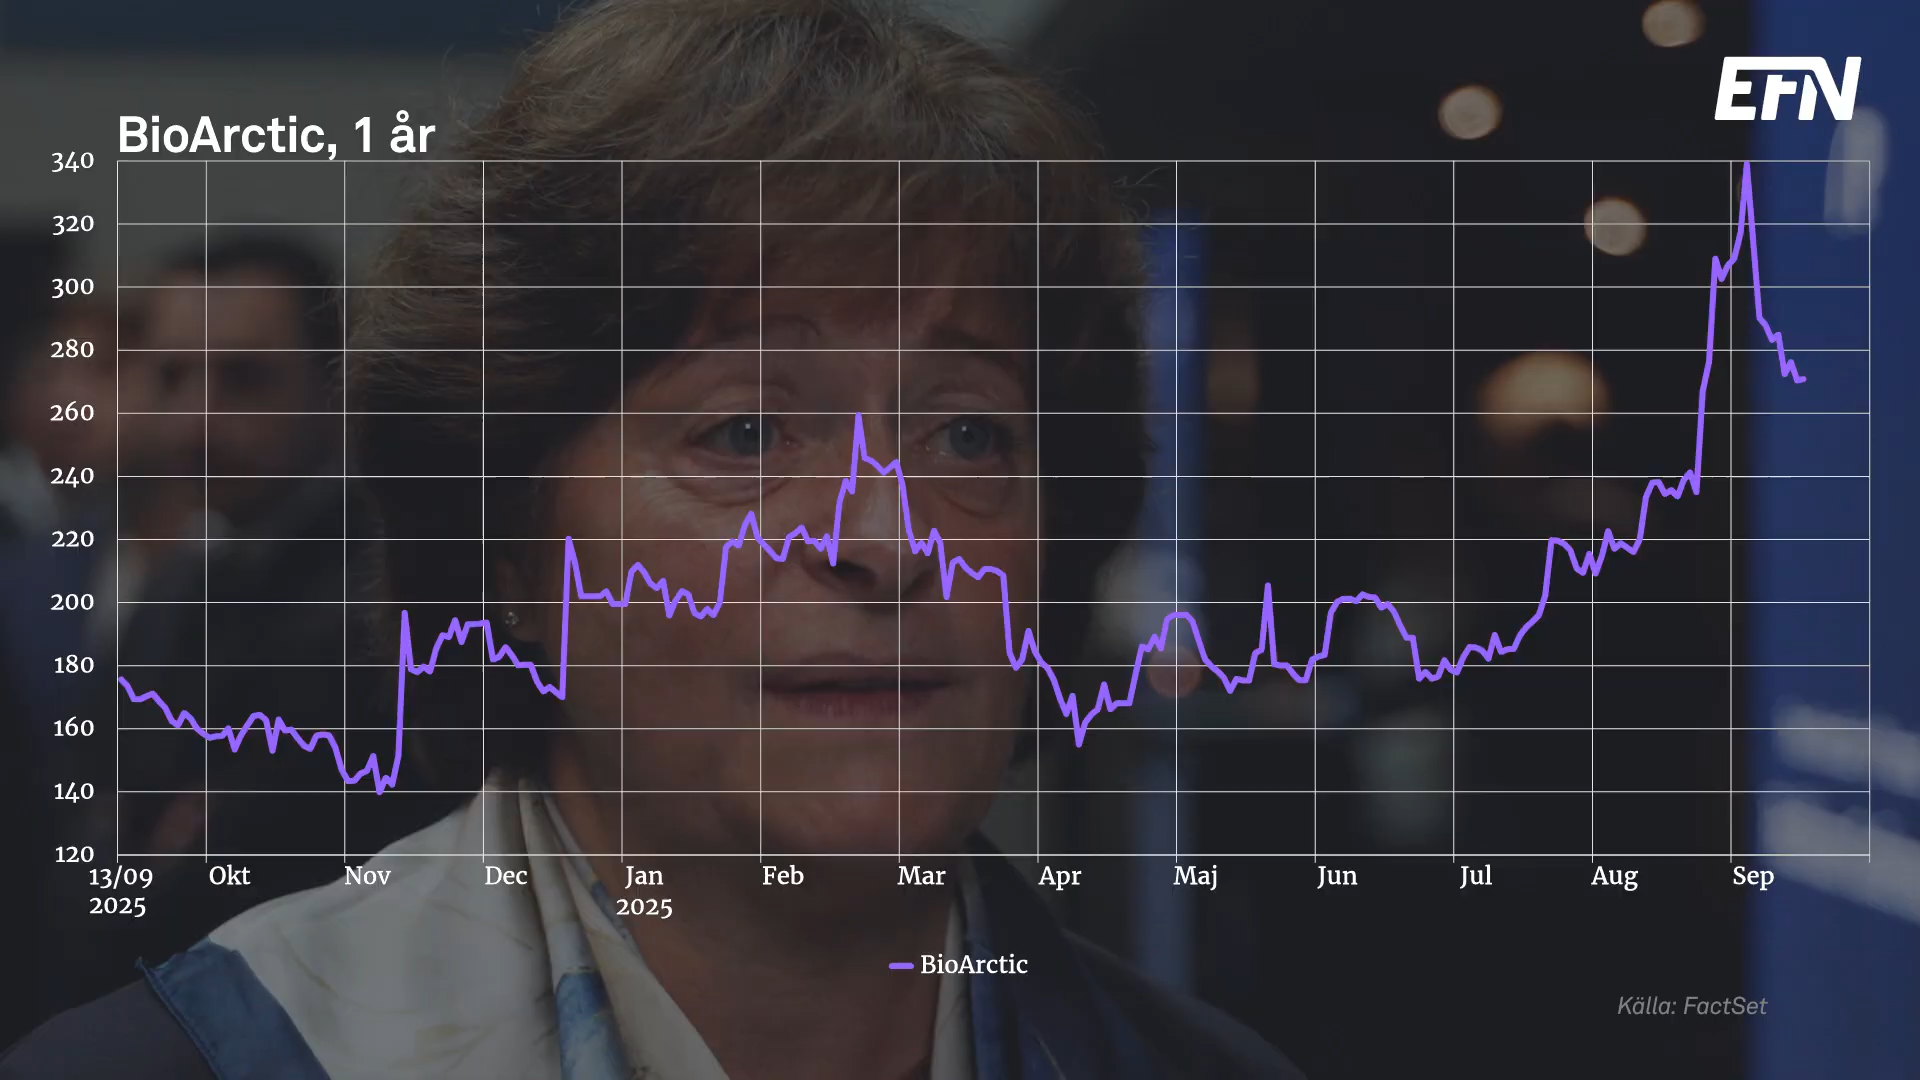 EFN
BioArctic, 1 år
340
320
300
280
260
240
220
200
180
160
140
120
13/09 Okt Nov Dec Jan Feb Mar Apr Maj Jun Jul Aug Sep
2025 2025
BioArctic
Källa: FactSet